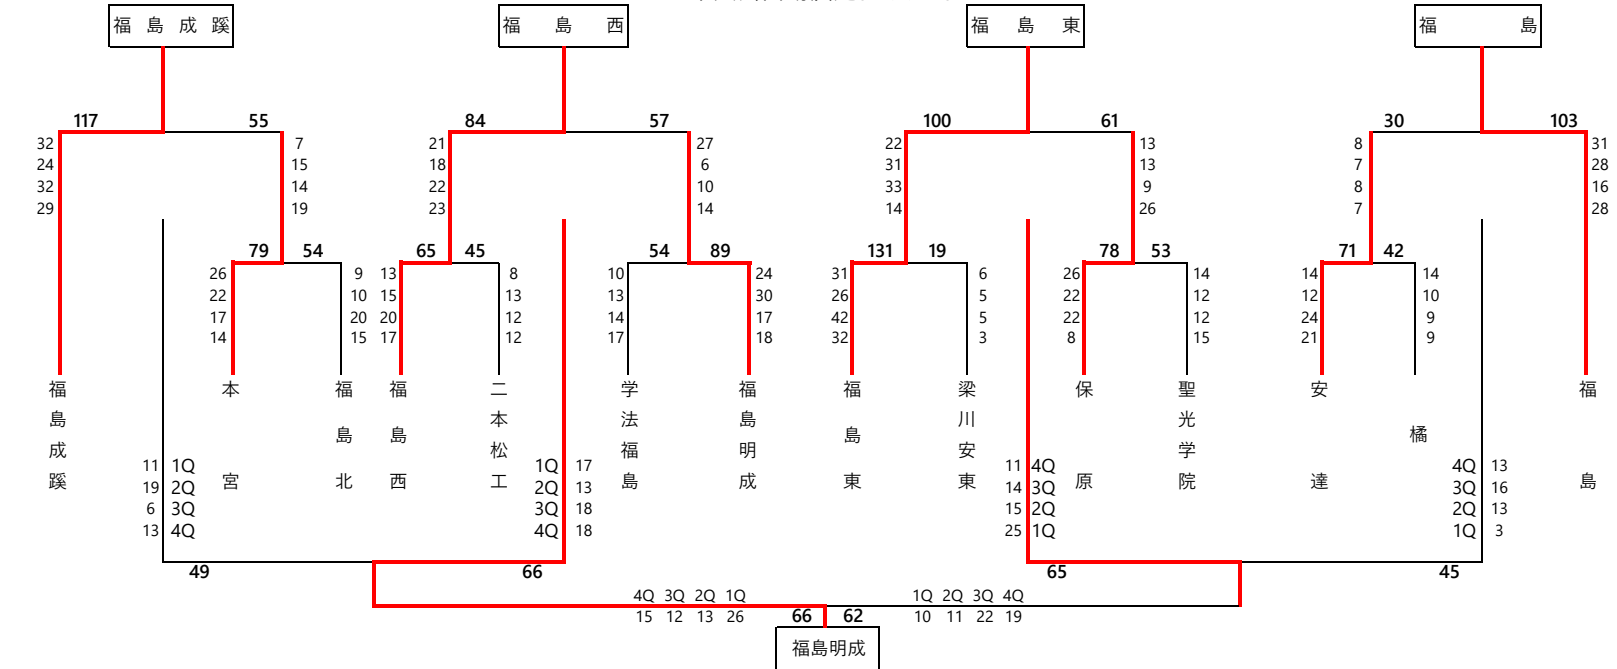 福島成蹊
福島西
福島東
福島
117 55 84 57 100 61 30 103
32 7 21 27 22 13 8 31
24 15 18 6 31 13 7 28
32 14 22 10 33 9 8 16
29 19 23 14 14 26 7 28
79 54 65 45 54 89 131 19 78 53 71 42
26 9 13 8 10 24 31 6 26 14 14 14
22 10 15 13 13 30 26 5 22 12 12 10
17 20 20 12 14 17 42 5 22 12 24 9
14 15 17 12 17 18 32 3 8 15 21 9
福島成蹊
本宮
福島北
福島西
二本松工
学法福島
福島明成
福島東
梁川安東
保原
聖光学院
安達
橘
福島
11 1Q 1Q 17 11 4Q 4Q 13
19 2Q 2Q 13 14 3Q 3Q 16
6 3Q 3Q 18 15 2Q 2Q 13
13 4Q 4Q 18 25 1Q 1Q 3
49 66 65 45
4Q 3Q 2Q 1Q 1Q 2Q 3Q 4Q
15 12 13 26 66 62 10 11 22 19
福島明成